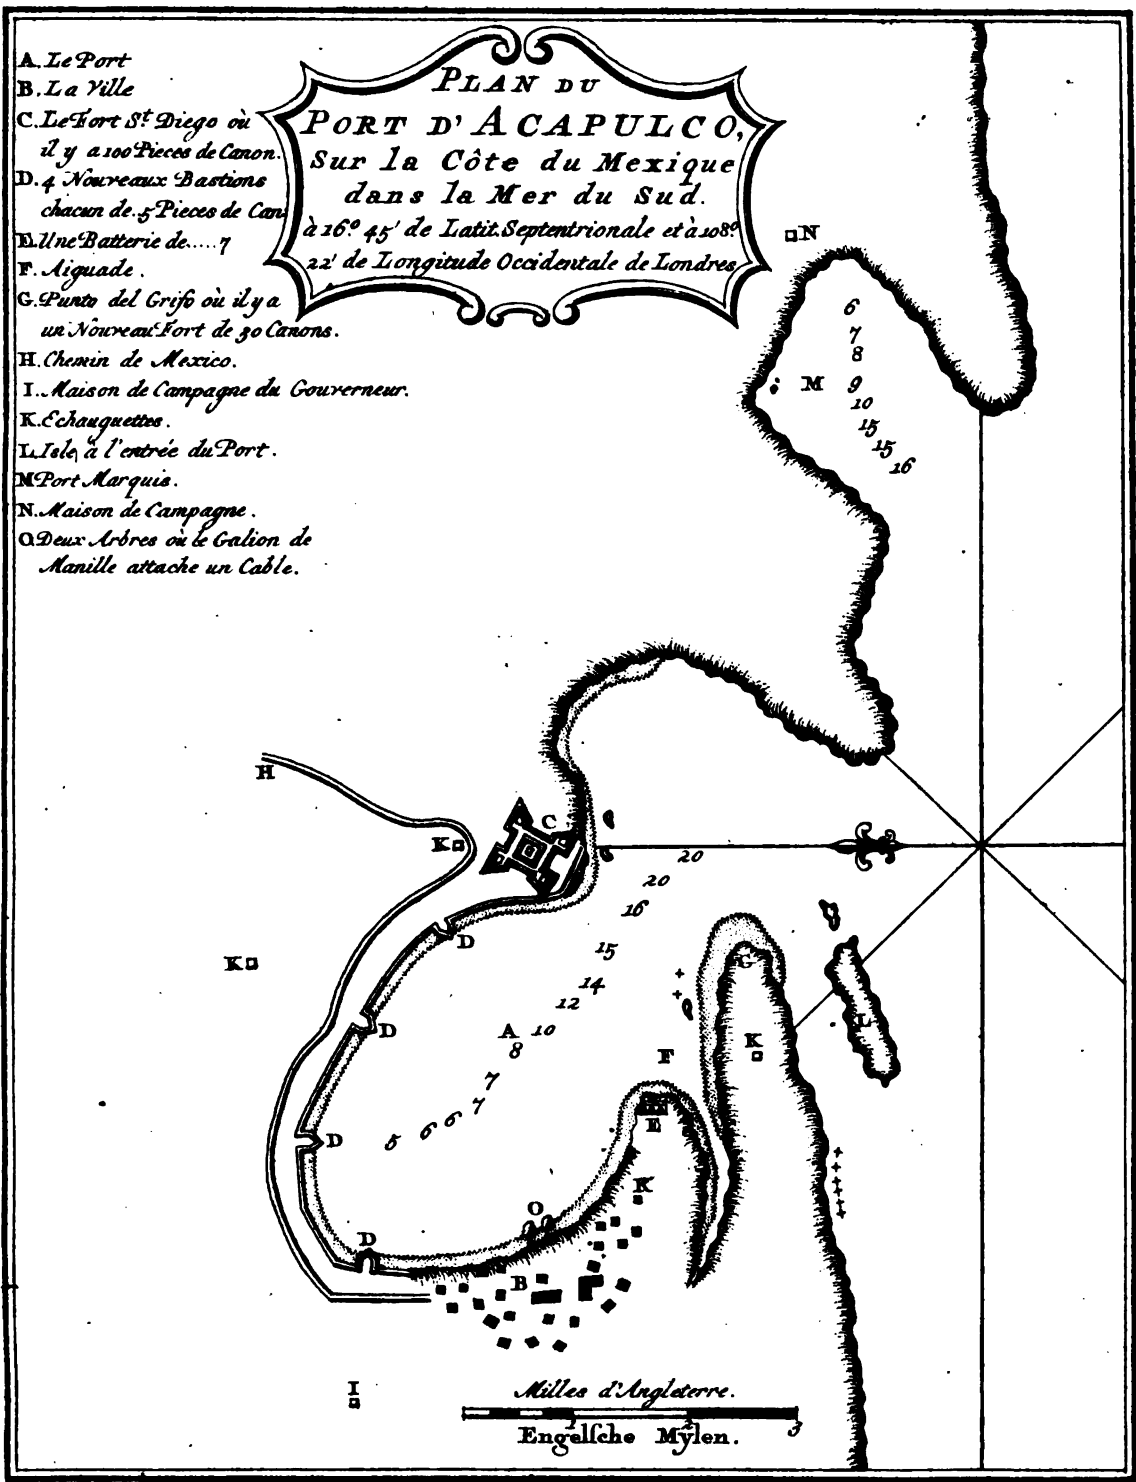 PLAN DU
PORT D'ACAPULCO,
Sur la Côte du Mexique
dans la Mer du Sud.
à 16.° 45' de Latit. Septentrionale et à 108°
22' de Longitude Occidentale de Londres
A. Le Port
B. La Ville
C. Le Fort St. Diego où
il y a 100 Pieces de Canon.
D. 4 Nouveaux Bastions
chacun de 5 Pieces de Can
E. Une Batterie de..... 7
F. Aiguade.
G. Punto del Grifo où il y a
un Nouveau Fort de 30 Canons.
H. Chemin de Mexico.
I. Maison de Campagne du Gouverneur.
K. Echauguettes.
L. Isle à l'entrée du Port.
M Port Marquis.
N. Maison de Campagne.
O. Deux Arbres où le Galion de
Manille attache un Cable.
N
6
7
8
M 9
10
15
15
16
H
C
K
20
20
16
D
15
K
G
14
12
L
D
A 10
8
K
F
7
7
6
E
6
D
5
K
O
D
B
I
Milles d'Angleterre.
1 2 3
Engelsche Mÿlen.